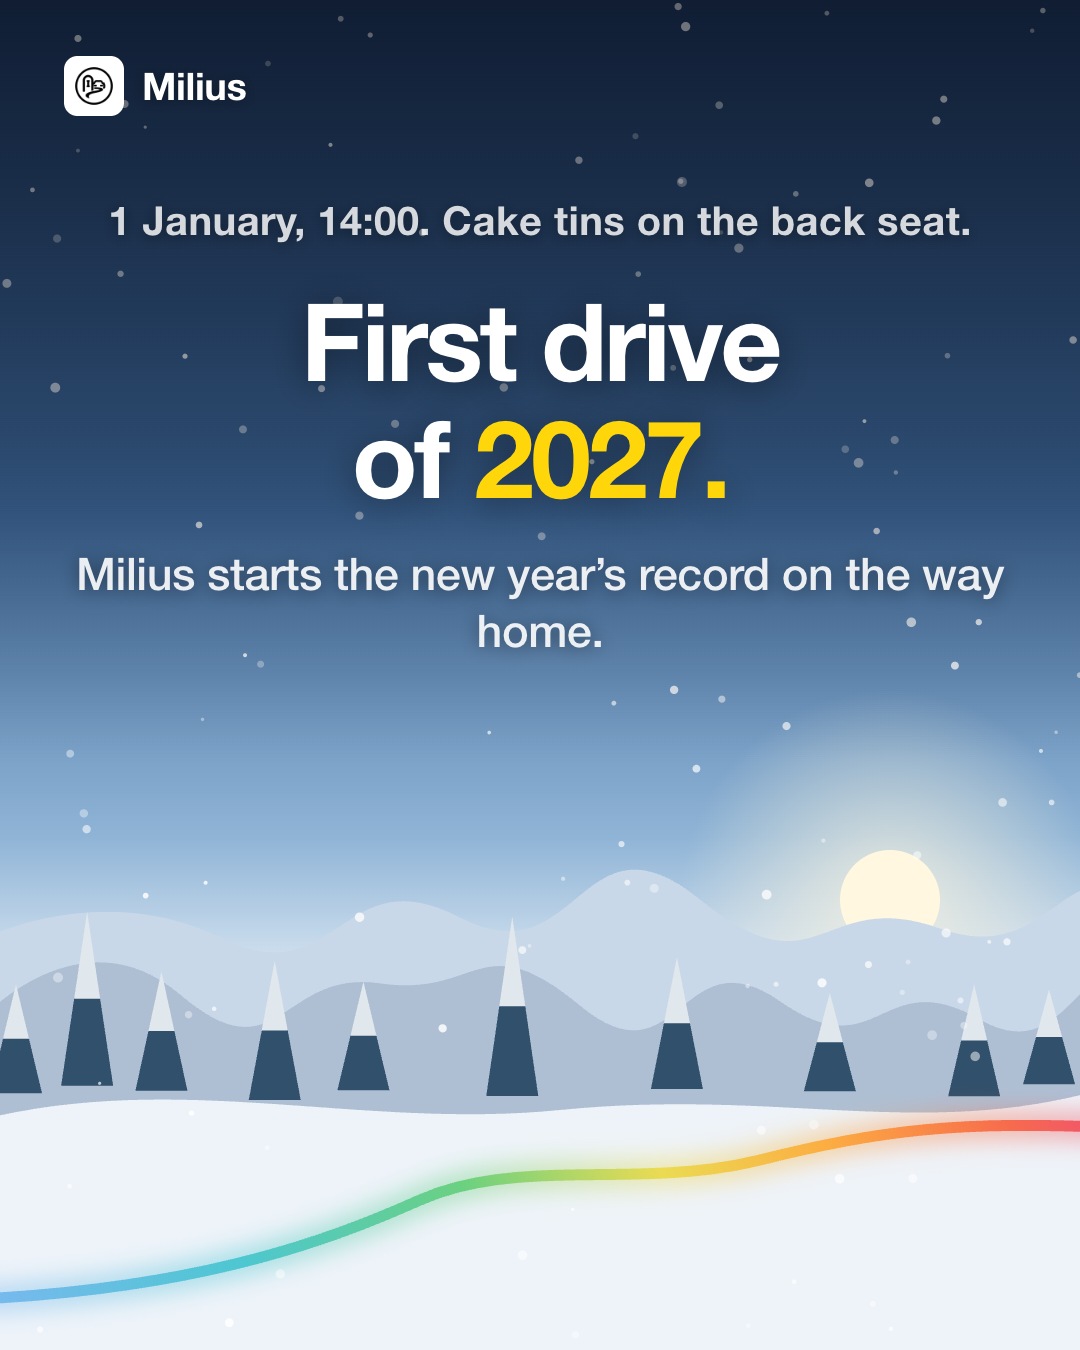 Milius
1 January, 14:00. Cake tins on the back seat.
First drive
of 2027.
Milius starts the new year’s record on the way
home.